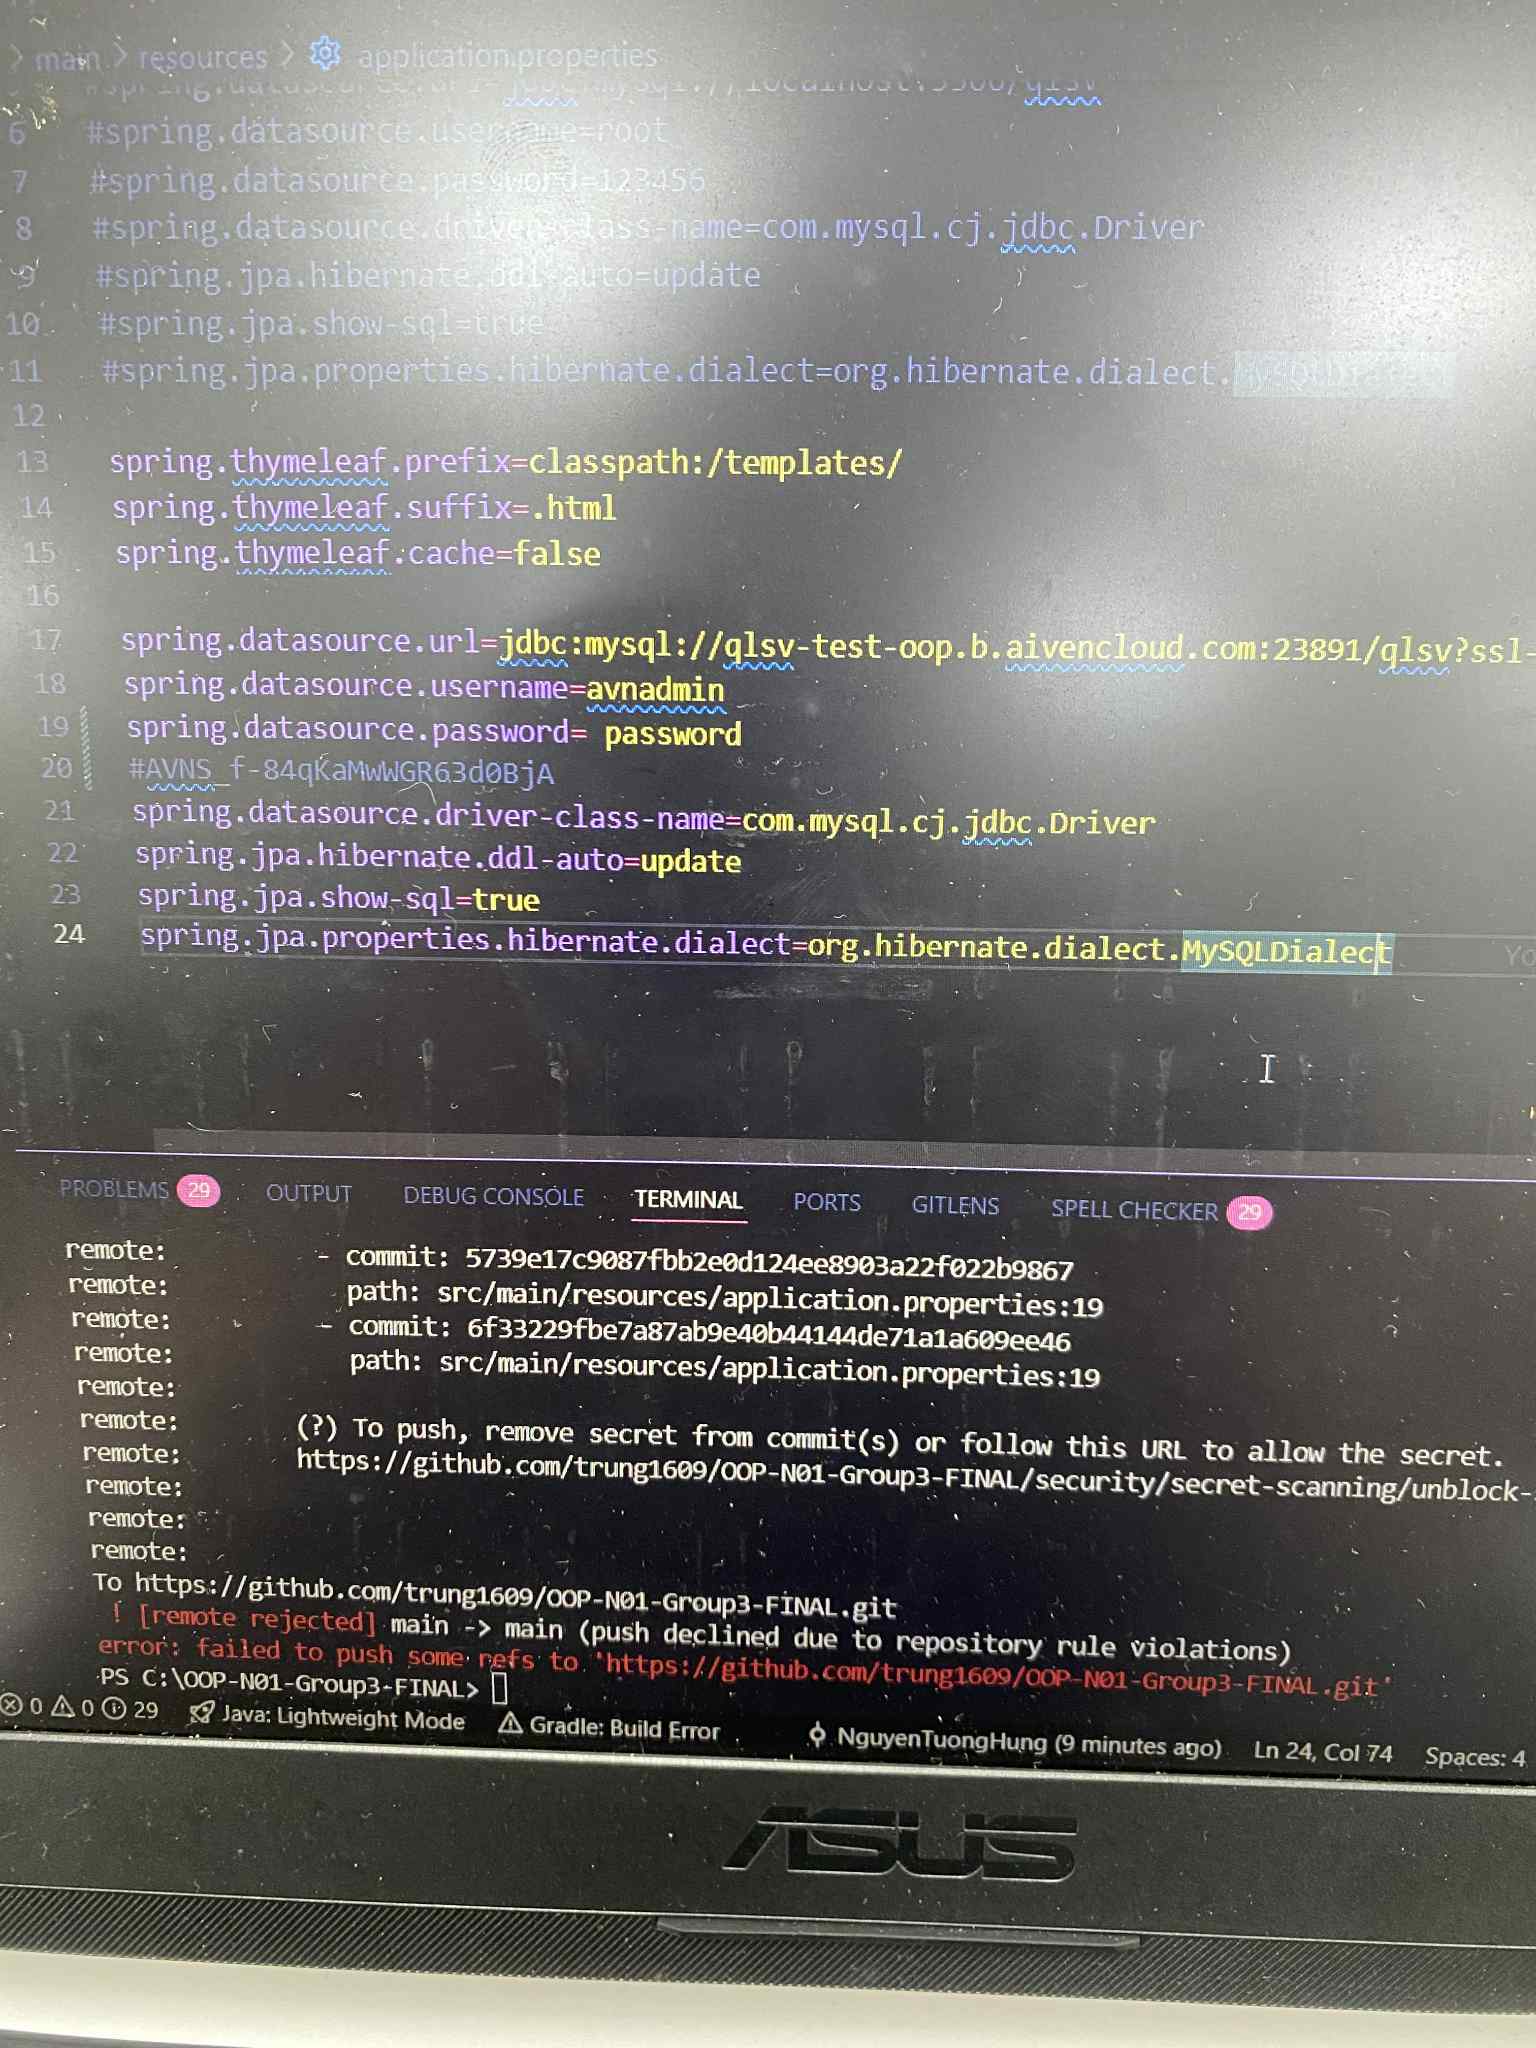 main > resources > application.properties
#spring.datasource.url=jdbc:mysql://localhost:3306/qlsv
6 #spring.datasource.username=root
7 #spring.datasource.password=123456
8 #spring.datasource.driver-class-name=com.mysql.cj.jdbc.Driver
9 #spring.jpa.hibernate.ddl-auto=update
10 #spring.jpa.show-sql=true
11 #spring.jpa.properties.hibernate.dialect=org.hibernate.dialect.MySQLDialect
12
13 spring.thymeleaf.prefix=classpath:/templates/
14 spring.thymeleaf.suffix=.html
15 spring.thymeleaf.cache=false
16
17 spring.datasource.url=jdbc:mysql://qlsv-test-oop.b.aivencloud.com:23891/qlsv?ssl-
18 spring.datasource.username=avnadmin
19 spring.datasource.password= password
20 #AVNS_f-84qKaMwWGR63d0BjA
21 spring.datasource.driver-class-name=com.mysql.cj.jdbc.Driver
22 spring.jpa.hibernate.ddl-auto=update
23 spring.jpa.show-sql=true
24 spring.jpa.properties.hibernate.dialect=org.hibernate.dialect.MySQLDialect Yo
PROBLEMS 29 OUTPUT DEBUG CONSOLE TERMINAL PORTS GITLENS SPELL CHECKER 29
remote: - commit: 5739e17c9087fbb2e0d124ee8903a22f022b9867
remote: path: src/main/resources/application.properties:19
remote: - commit: 6f33229fbe7a87ab9e40b44144de71a1a609ee46
remote: path: src/main/resources/application.properties:19
remote:
remote: (?) To push, remove secret from commit(s) or follow this URL to allow the secret.
remote: https://github.com/trung1609/OOP-N01-Group3-FINAL/security/secret-scanning/unblock-
remote:
remote:
remote:
To https://github.com/trung1609/OOP-N01-Group3-FINAL.git
! [remote rejected] main -> main (push declined due to repository rule violations)
error: failed to push some refs to 'https://github.com/trung1609/OOP-N01-Group3-FINAL.git'
PS C:\OOP-N01-Group3-FINAL>
0 0 29 Java: Lightweight Mode Gradle: Build Error NguyenTuongHung (9 minutes ago) Ln 24, Col 74 Spaces: 4
ASUS